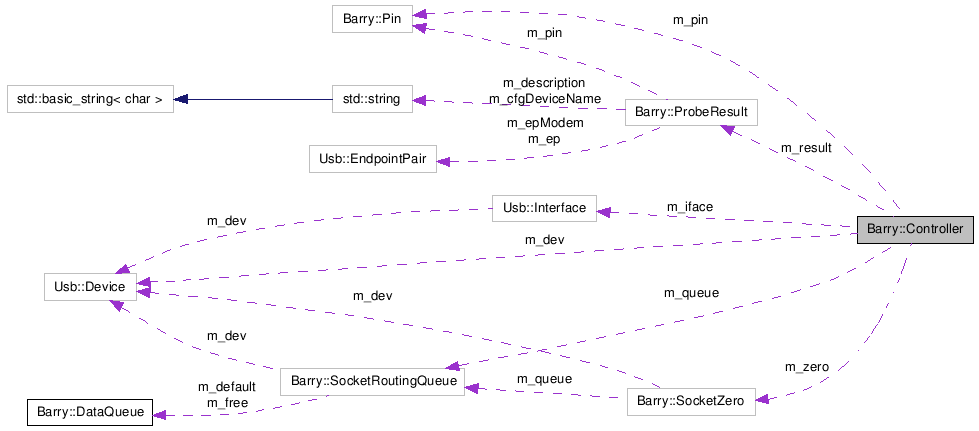 Barry::Pin
m_pin
m_pin
m_description
std::basic_string< char >
std::string
m_cfgDeviceName
Barry::ProbeResult
m_epModem
m_ep
Usb::EndpointPair
m_result
Usb::Interface
m_iface
m_dev
Barry::Controller
m_dev
Usb::Device
m_dev
m_queue
m_dev
m_zero
Barry::SocketRoutingQueue
m_queue
m_default
m_free
Barry::SocketZero
Barry::DataQueue